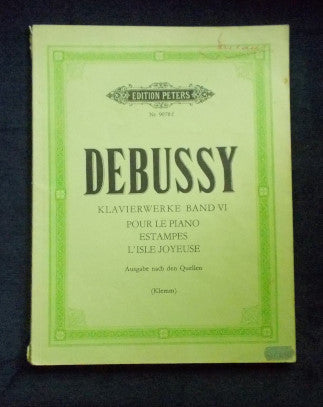 EDITION PETERS
DEBUSSY
KLAVIERWERKE BAND VI
POUR LE PIANO
ESTAMPES
L'ISLE JOYEUSE
Ausgabe nach den Quellen
(Klemm)